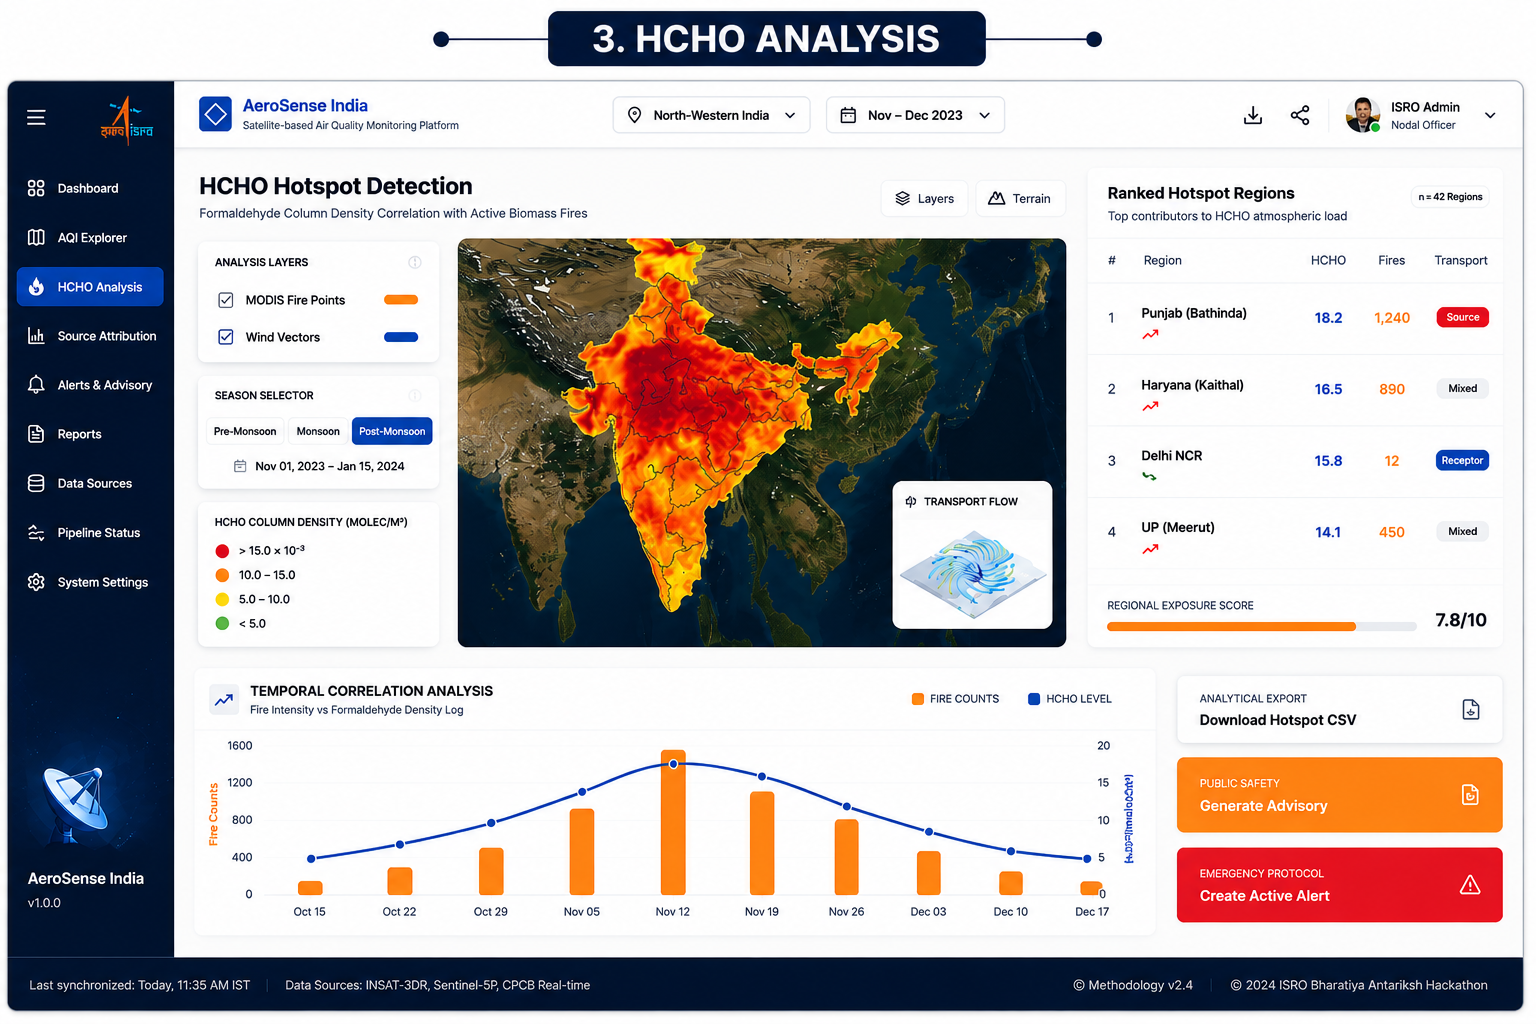 3. HCHO ANALYSIS
isro
AeroSense India
Satellite-based Air Quality Monitoring Platform
North-Western India
Nov – Dec 2023
ISRO Admin
Nodal Officer
Dashboard
AQI Explorer
HCHO Analysis
Source Attribution
Alerts & Advisory
Reports
Data Sources
Pipeline Status
System Settings
AeroSense India
v1.0.0
HCHO Hotspot Detection
Formaldehyde Column Density Correlation with Active Biomass Fires
Layers
Terrain
ANALYSIS LAYERS
MODIS Fire Points
Wind Vectors
SEASON SELECTOR
Pre-Monsoon
Monsoon
Post-Monsoon
Nov 01, 2023 – Jan 15, 2024
HCHO COLUMN DENSITY
> 15.0 × 10⁻³
10.0 – 15.0
5.0 – 10.0
< 5.0
TRANSPORT FLOW
Ranked Hotspot Regions
n = 42 Regions
Top contributors to HCHO atmospheric load
# Region HCHO Fires Transport
1 Punjab (Bathinda) 18.2 1,240 Source
2 Haryana (Kaithal) 16.5 890 Mixed
3 Delhi NCR 15.8 12 Receptor
4 UP (Meerut) 14.1 450 Mixed
REGIONAL EXPOSURE SCORE
7.8/10
TEMPORAL CORRELATION ANALYSIS
Fire Intensity vs Formaldehyde Density Log
FIRE COUNTS
HCHO LEVEL
Fire Counts
1600
1200
800
400
0
20
15
10
5
0
Oct 15
Oct 22
Oct 29
Nov 05
Nov 12
Nov 19
Nov 26
Dec 03
Dec 10
Dec 17
ANALYTICAL EXPORT
Download Hotspot CSV
PUBLIC SAFETY
Generate Advisory
EMERGENCY PROTOCOL
Create Active Alert
Last synchronized: Today, 11:35 AM IST
Data Sources: INSAT-3DR, Sentinel-5P, CPCB Real-time
© Methodology v2.4
© 2024 ISRO Bharatiya Antariksh Hackathon